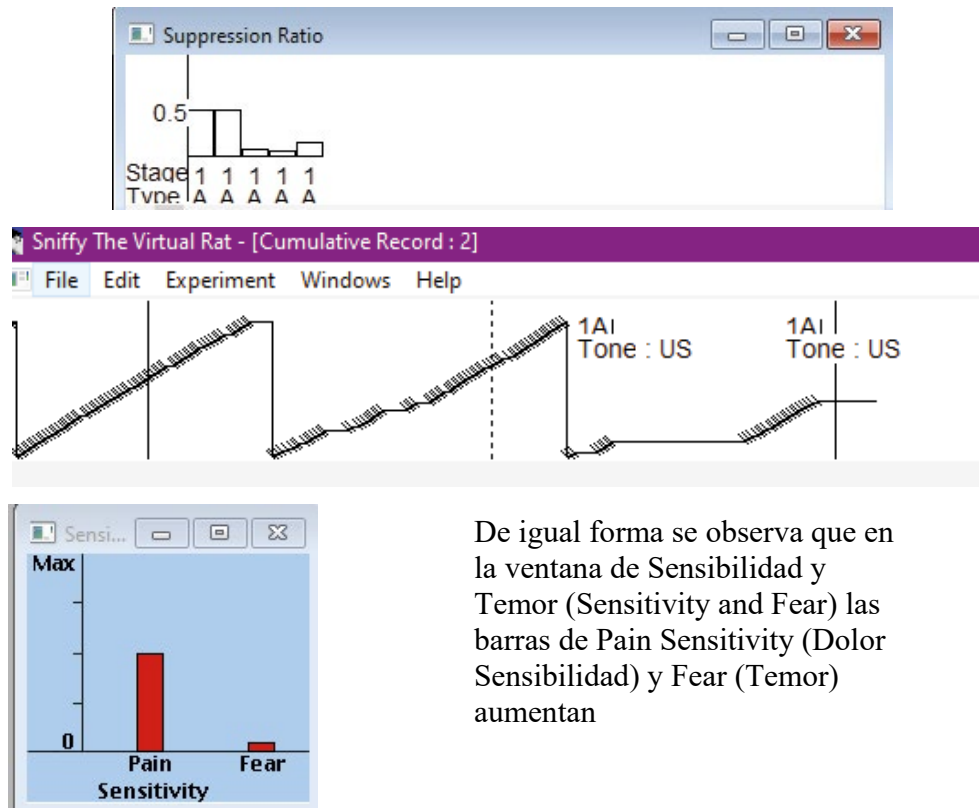 Suppression Ratio
0.5
Stage 1 1 1 1 1
Type A A A A A
Sniffy The Virtual Rat - [Cumulative Record : 2]
File Edit Experiment Windows Help
1AI 1AI
Tone : US Tone : US
Sensi...
Max
0
Pain Fear
Sensitivity
De igual forma se observa que en
la ventana de Sensibilidad y
Temor (Sensitivity and Fear) las
barras de Pain Sensitivity (Dolor
Sensibilidad) y Fear (Temor)
aumentan